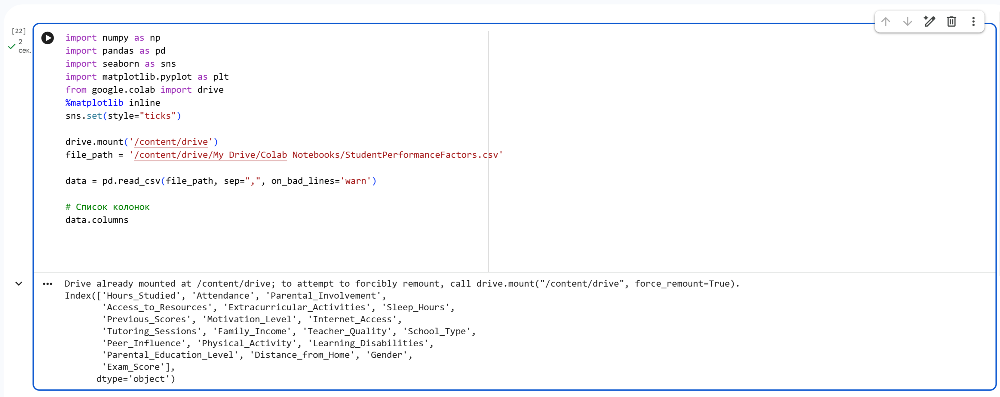 [22]
2
сек.
import numpy as np
import pandas as pd
import seaborn as sns
import matplotlib.pyplot as plt
from google.colab import drive
%matplotlib inline
sns.set(style="ticks")
drive.mount('/content/drive')
file_path = '/content/drive/My Drive/Colab Notebooks/StudentPerformanceFactors.csv'
data = pd.read_csv(file_path, sep=",", on_bad_lines='warn')
# Список колонок
data.columns
Drive already mounted at /content/drive; to attempt to forcibly remount, call drive.mount("/content/drive", force_remount=True).
Index(['Hours_Studied', 'Attendance', 'Parental_Involvement',
'Access_to_Resources', 'Extracurricular_Activities', 'Sleep_Hours',
'Previous_Scores', 'Motivation_Level', 'Internet_Access',
'Tutoring_Sessions', 'Family_Income', 'Teacher_Quality', 'School_Type',
'Peer_Influence', 'Physical_Activity', 'Learning_Disabilities',
'Parental_Education_Level', 'Distance_from_Home', 'Gender',
'Exam_Score'],
dtype='object')